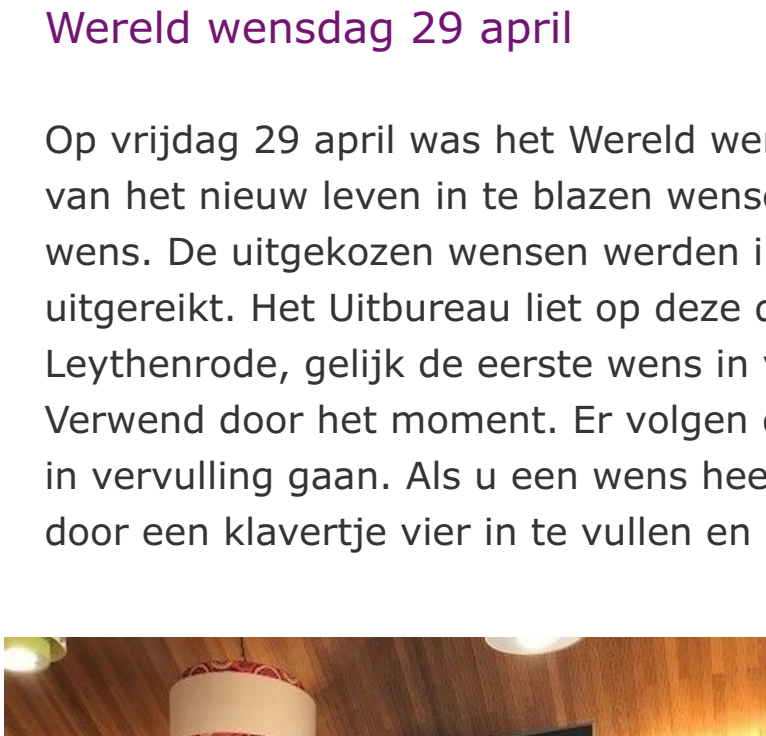 Wereld wensdag 29 april
Op vrijdag 29 april was het Wereld
van het nieuw leven in te blazen
wens. De uitgekozen wensen werden
uitgereikt. Het Uitbureau liet op deze
Leythenrode, gelijk de eerste wens in
Verwend door het moment. Er volgen
in vervulling gaan. Als u een wens
door een klavertje vier in te vullen en